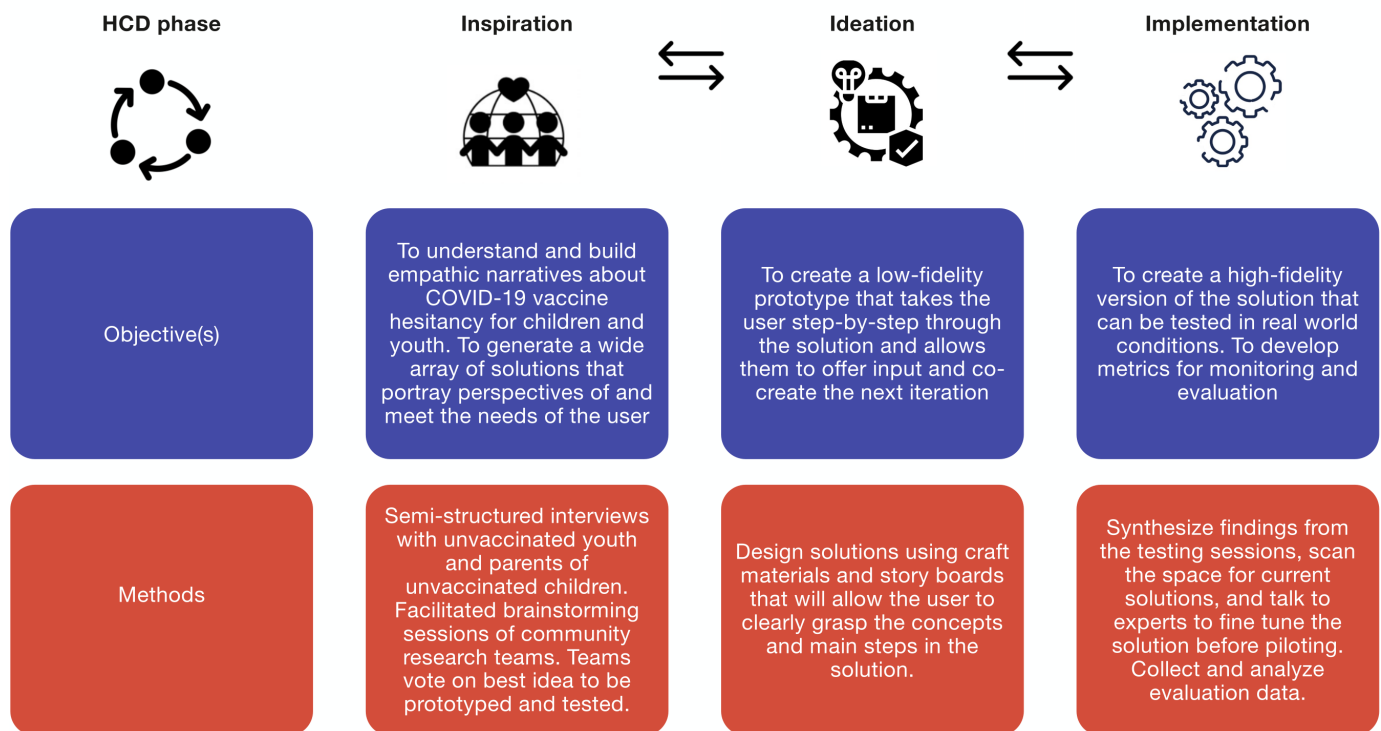 HCD phase
Inspiration
Ideation
Implementation
Objective(s)
To understand and build
empathic narratives about
COVID-19 vaccine
hesitancy for children and
youth. To generate a wide
array of solutions that
portray perspectives of and
meet the needs of the user
To create a low-fidelity
prototype that takes the
user step-by-step through
the solution and allows
them to offer input and co-
create the next iteration
To create a high-fidelity
version of the solution that
can be tested in real world
conditions. To develop
metrics for monitoring and
evaluation
Methods
Semi-structured interviews
with unvaccinated youth
and parents of
unvaccinated children.
Facilitated brainstorming
sessions of community
research teams. Teams
vote on best idea to be
prototyped and tested.
Design solutions using craft
materials and story boards
that will allow the user to
clearly grasp the concepts
and main steps in the
solution.
Synthesize findings from
the testing sessions, scan
the space for current
solutions, and talk to
experts to fine tune the
solution before piloting.
Collect and analyze
evaluation data.